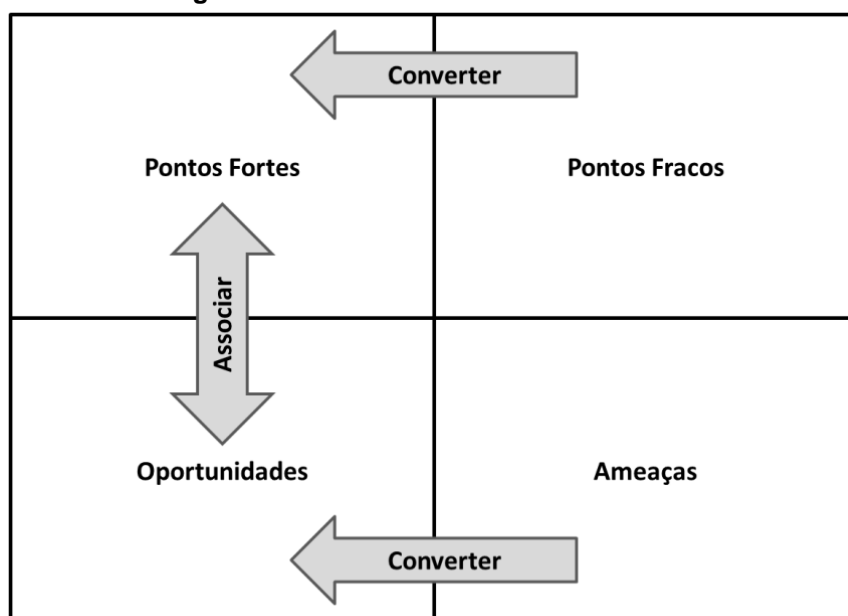 Converter
Pontos Fortes
Pontos Fracos
Associar
Oportunidades
Ameaças
Converter